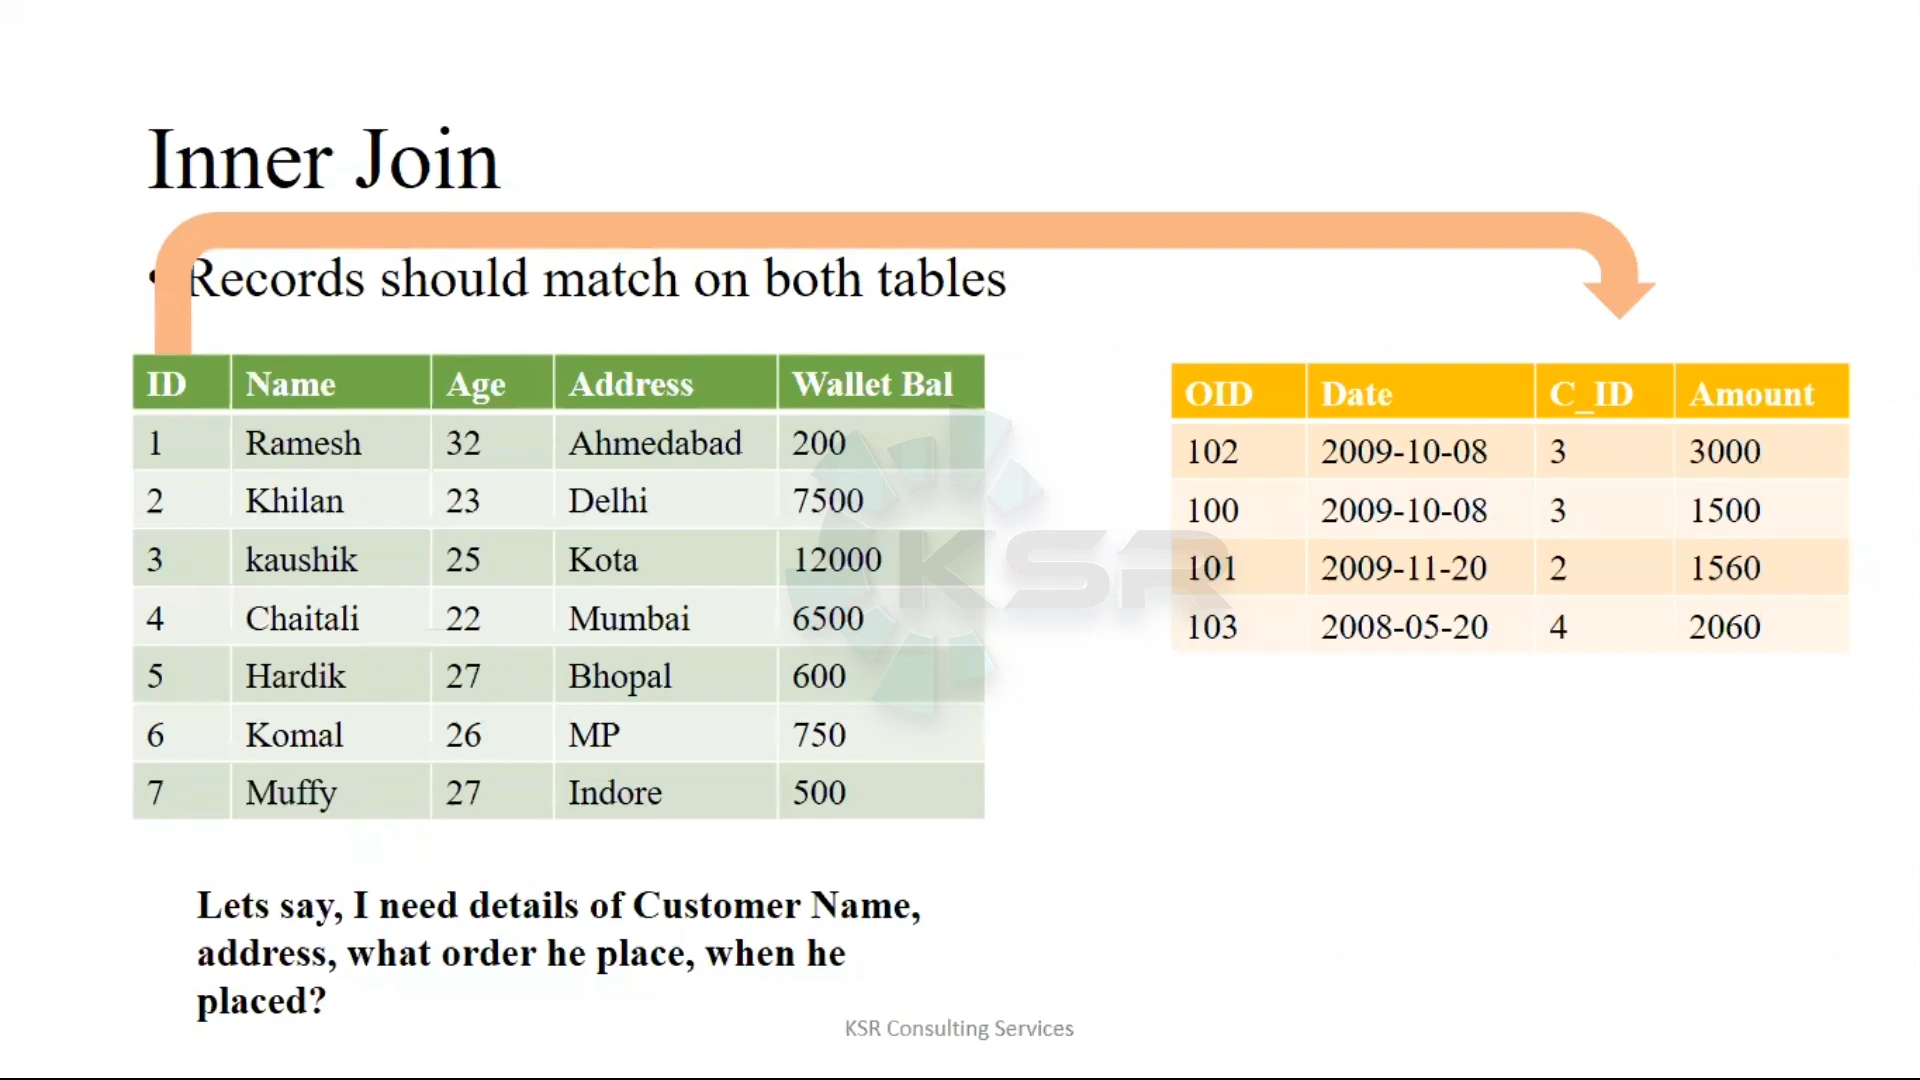 Inner Join
• Records should match on both tables
ID Name Age Address Wallet Bal
1 Ramesh 32 Ahmedabad 200
2 Khilan 23 Delhi 7500
3 kaushik 25 Kota 12000
4 Chaitali 22 Mumbai 6500
5 Hardik 27 Bhopal 600
6 Komal 26 MP 750
7 Muffy 27 Indore 500
OID Date C_ID Amount
102 2009-10-08 3 3000
100 2009-10-08 3 1500
101 2009-11-20 2 1560
103 2008-05-20 4 2060
KSR
Lets say, I need details of Customer Name,
address, what order he place, when he
placed?
KSR Consulting Services